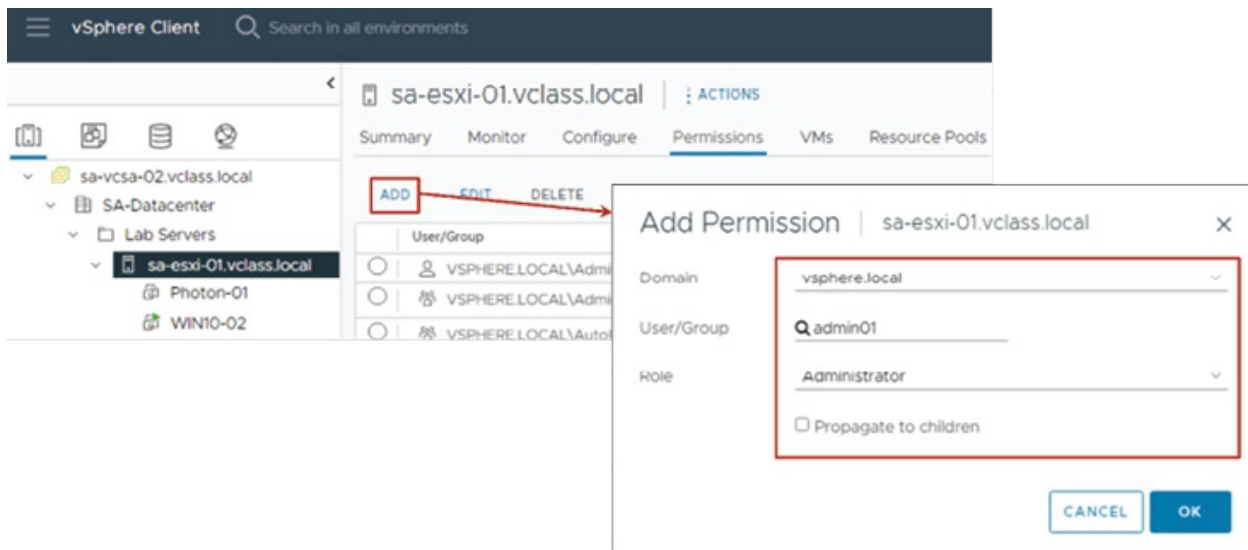 vSphere Client Search in all environments
sa-esxi-01.vclass.local ACTIONS
Summary Monitor Configure Permissions VMs Resource Pools
sa-vcsa-02.vclass.local
SA-Datacenter
Lab Servers
sa-esxi-01.vclass.local
Photon-01
WIN10-02
ADD EDIT DELETE
User/Group
VSPHERE.LOCAL\Admi
VSPHERE.LOCAL\Admi
VSPHERE.LOCAL\Auto
Add Permission sa-esxi-01.vclass.local
Domain vsphere.local
User/Group admin01
Role Administrator
Propagate to children
CANCEL OK